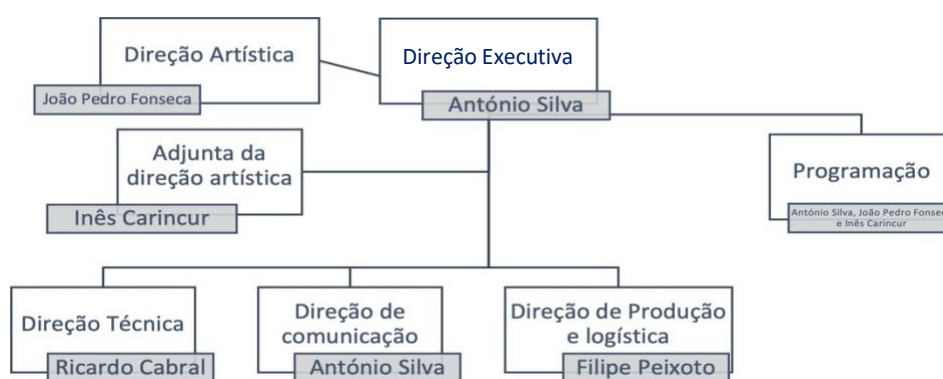 Direção Artística
João Pedro Fonseca
Direção Executiva
António Silva
Adjunta da
direção artística
Inês Carincur
Programação
António Silva, João Pedro Fonsec
e Inês Carincur
Direção Técnica
Ricardo Cabral
Direção de
comunicação
António Silva
Direção de Produção
e logística
Filipe Peixoto